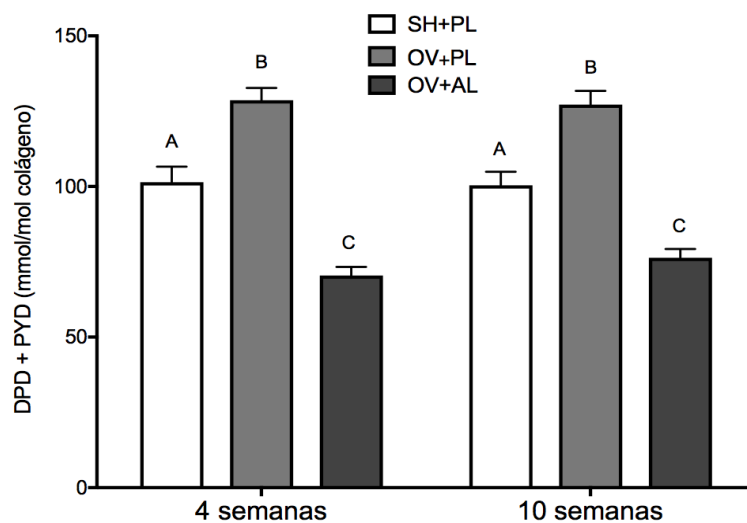 SH+PL
OV+PL
OV+AL
DPD + PYD (mmol/mol colágeno)
150
100
50
0
A
B
C
A
B
C
4 semanas
10 semanas